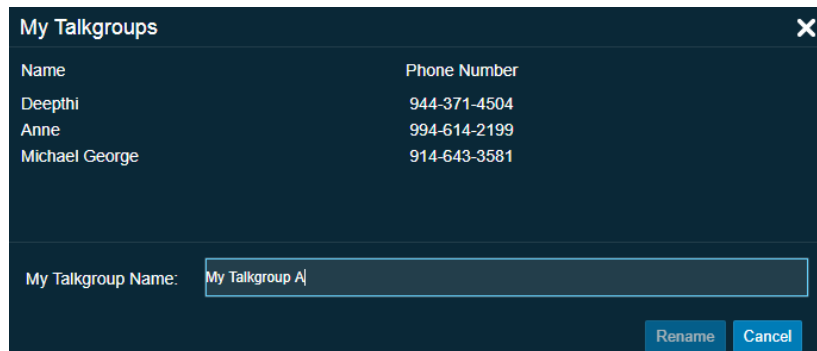 My Talkgroups
Name Phone Number
Deepthi 944-371-4504
Anne 994-614-2199
Michael George 914-643-3581
My Talkgroup Name: My Talkgroup A
Rename Cancel